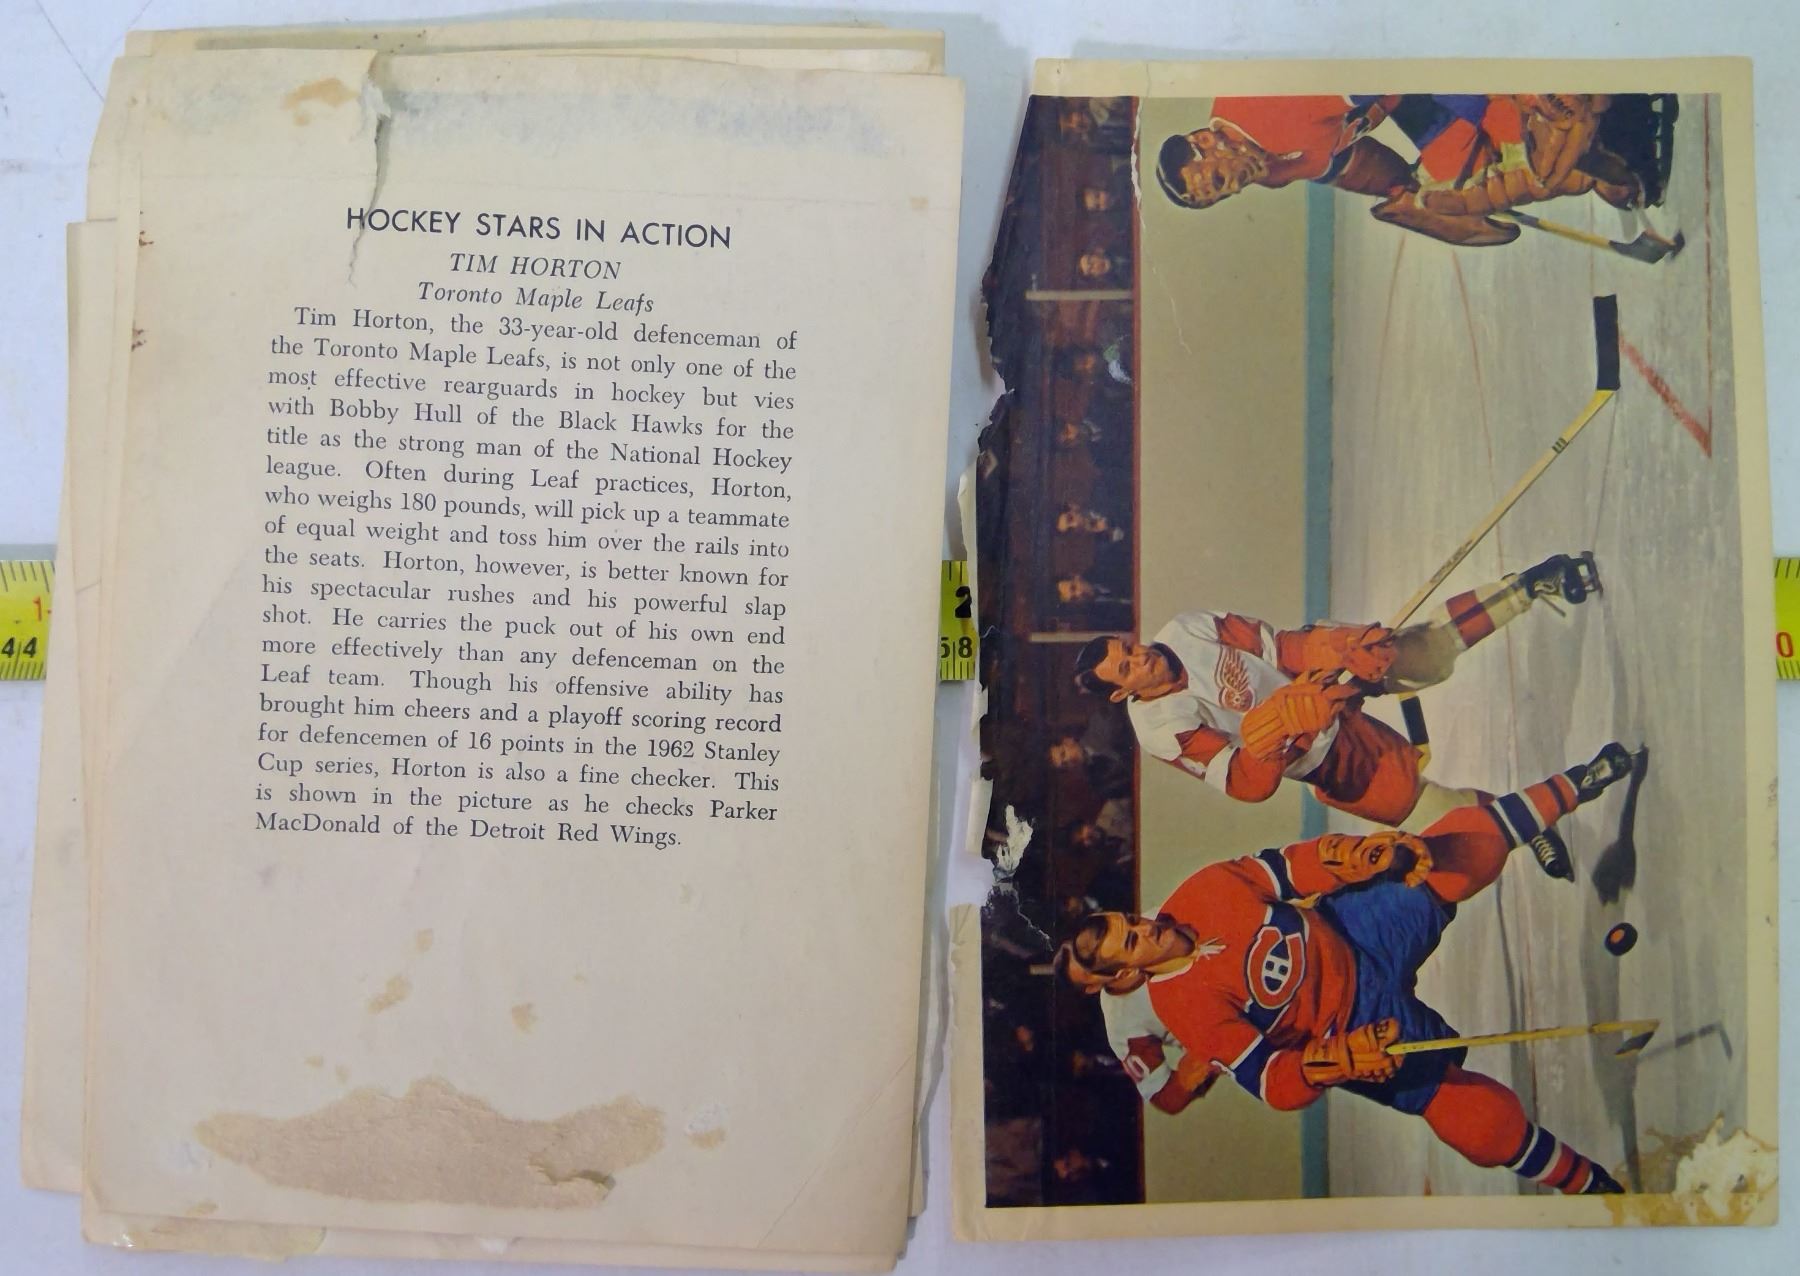 HOCKEY STARS IN ACTION
TIM HORTON
Toronto Maple Leafs
Tim Horton, the 33-year-old defenceman of
the Toronto Maple Leafs, is not only one of the
most effective rearguards in hockey but vies
with Bobby Hull of the Black Hawks for the
title as the strong man of the National Hockey
league. Often during Leaf practices, Horton,
who weighs 180 pounds, will pick up a teammate
of equal weight and toss him over the rails into
the seats. Horton, however, is better known for
his spectacular rushes and his powerful slap
shot. He carries the puck out of his own end
more effectively than any defenceman on the
Leaf team. Though his offensive ability has
brought him cheers and a playoff scoring record
for defencemen of 16 points in the 1962 Stanley
Cup series, Horton is also a fine checker. This
is shown in the picture as he checks Parker
MacDonald of the Detroit Red Wings.
1
44
2
58
0
CH
0